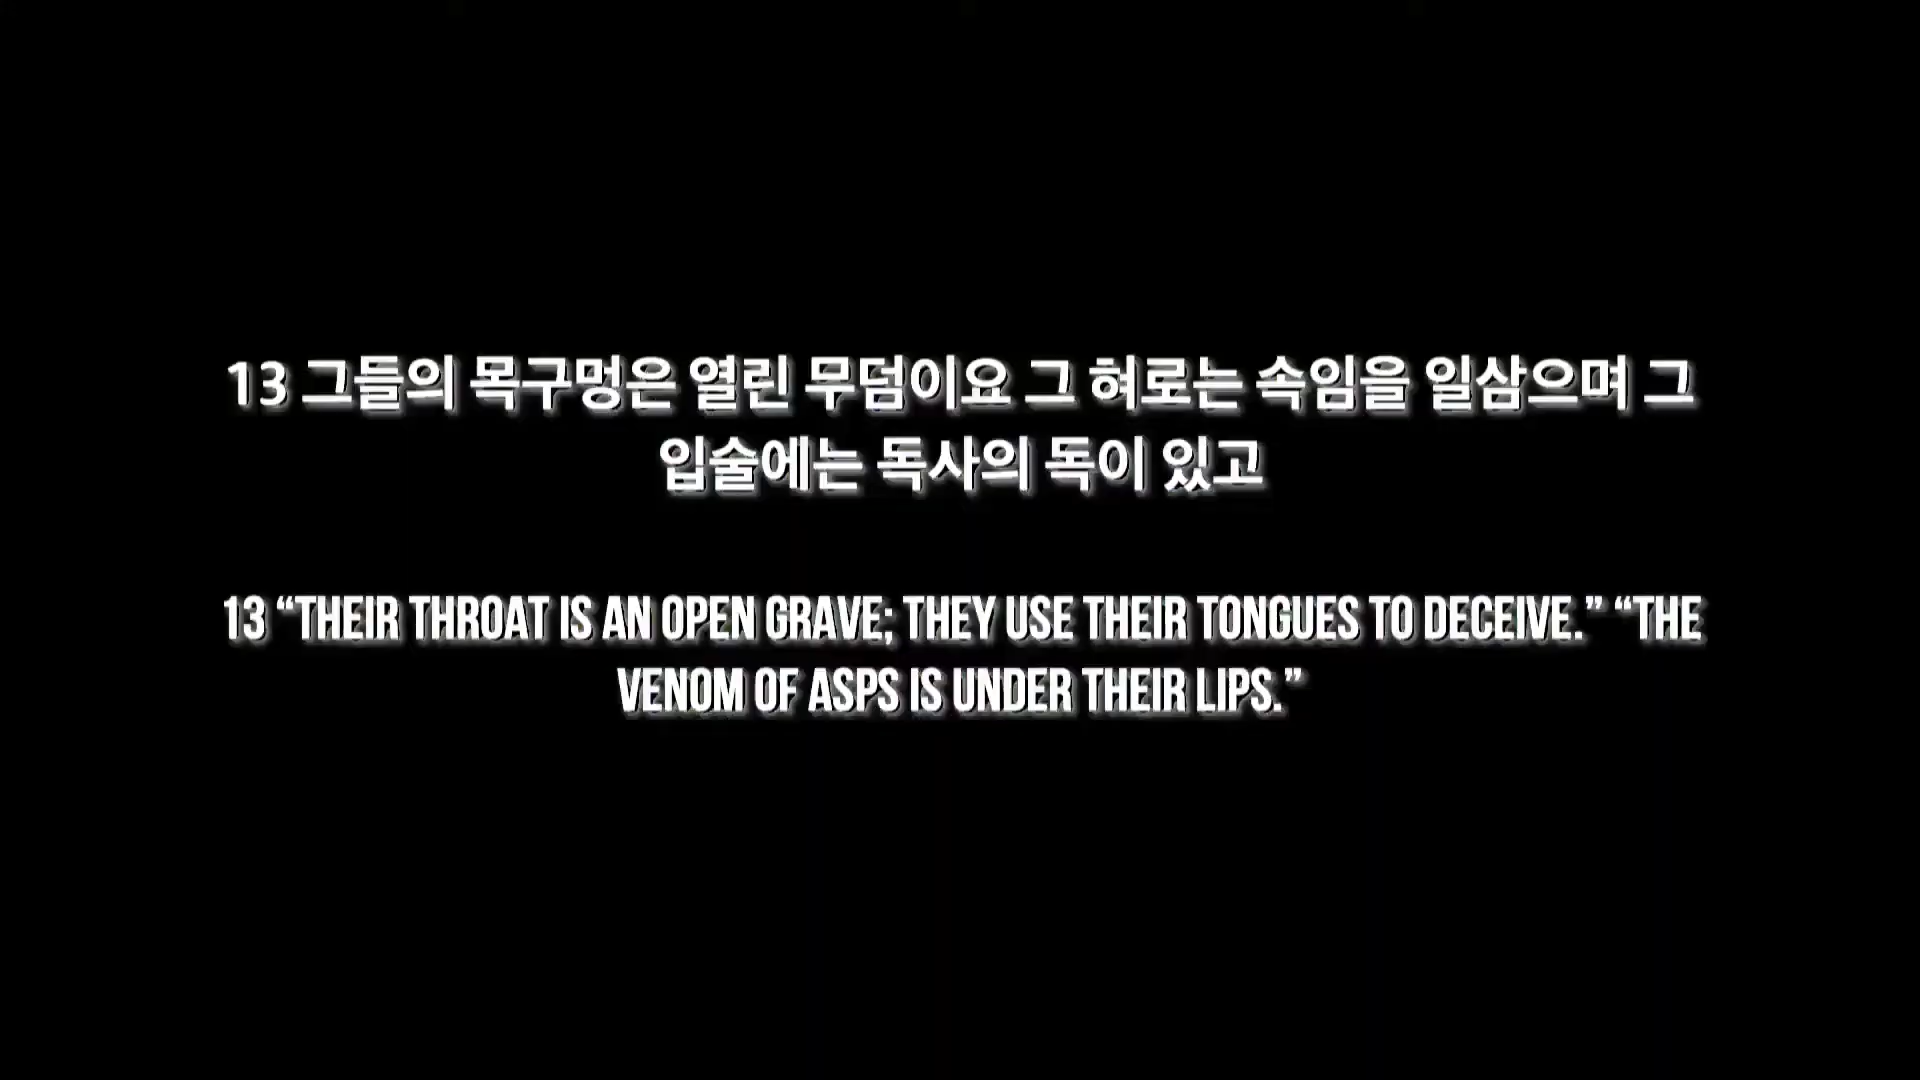 13 그들의 목구멍은 열린 무덤이요 그 혀로는 속임을 일삼으며 그
입술에는 독사의 독이 있고
13 “THEIR THROAT IS AN OPEN GRAVE; THEY USE THEIR TONGUES TO DECEIVE.” “THE
VENOM OF ASPS IS UNDER THEIR LIPS.”